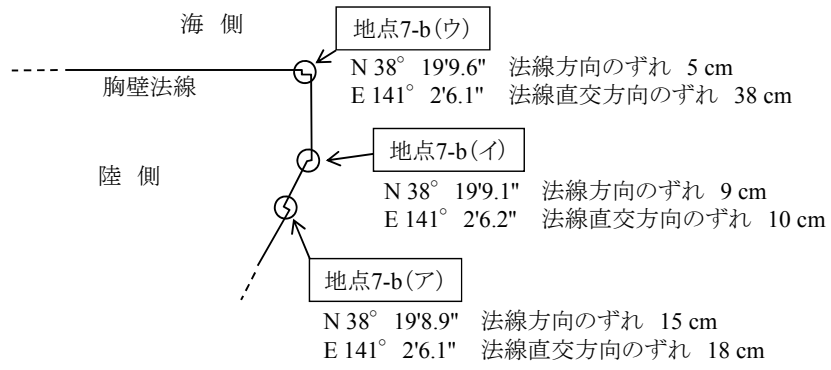 海 側
地点7-b(ウ)
N 38° 19'9.6" 法線方向のずれ 5 cm
E 141° 2'6.1" 法線直交方向のずれ 38 cm
胸壁法線
陸 側
地点7-b(イ)
N 38° 19'9.1" 法線方向のずれ 9 cm
E 141° 2'6.2" 法線直交方向のずれ 10 cm
地点7-b(ア)
N 38° 19'8.9" 法線方向のずれ 15 cm
E 141° 2'6.1" 法線直交方向のずれ 18 cm